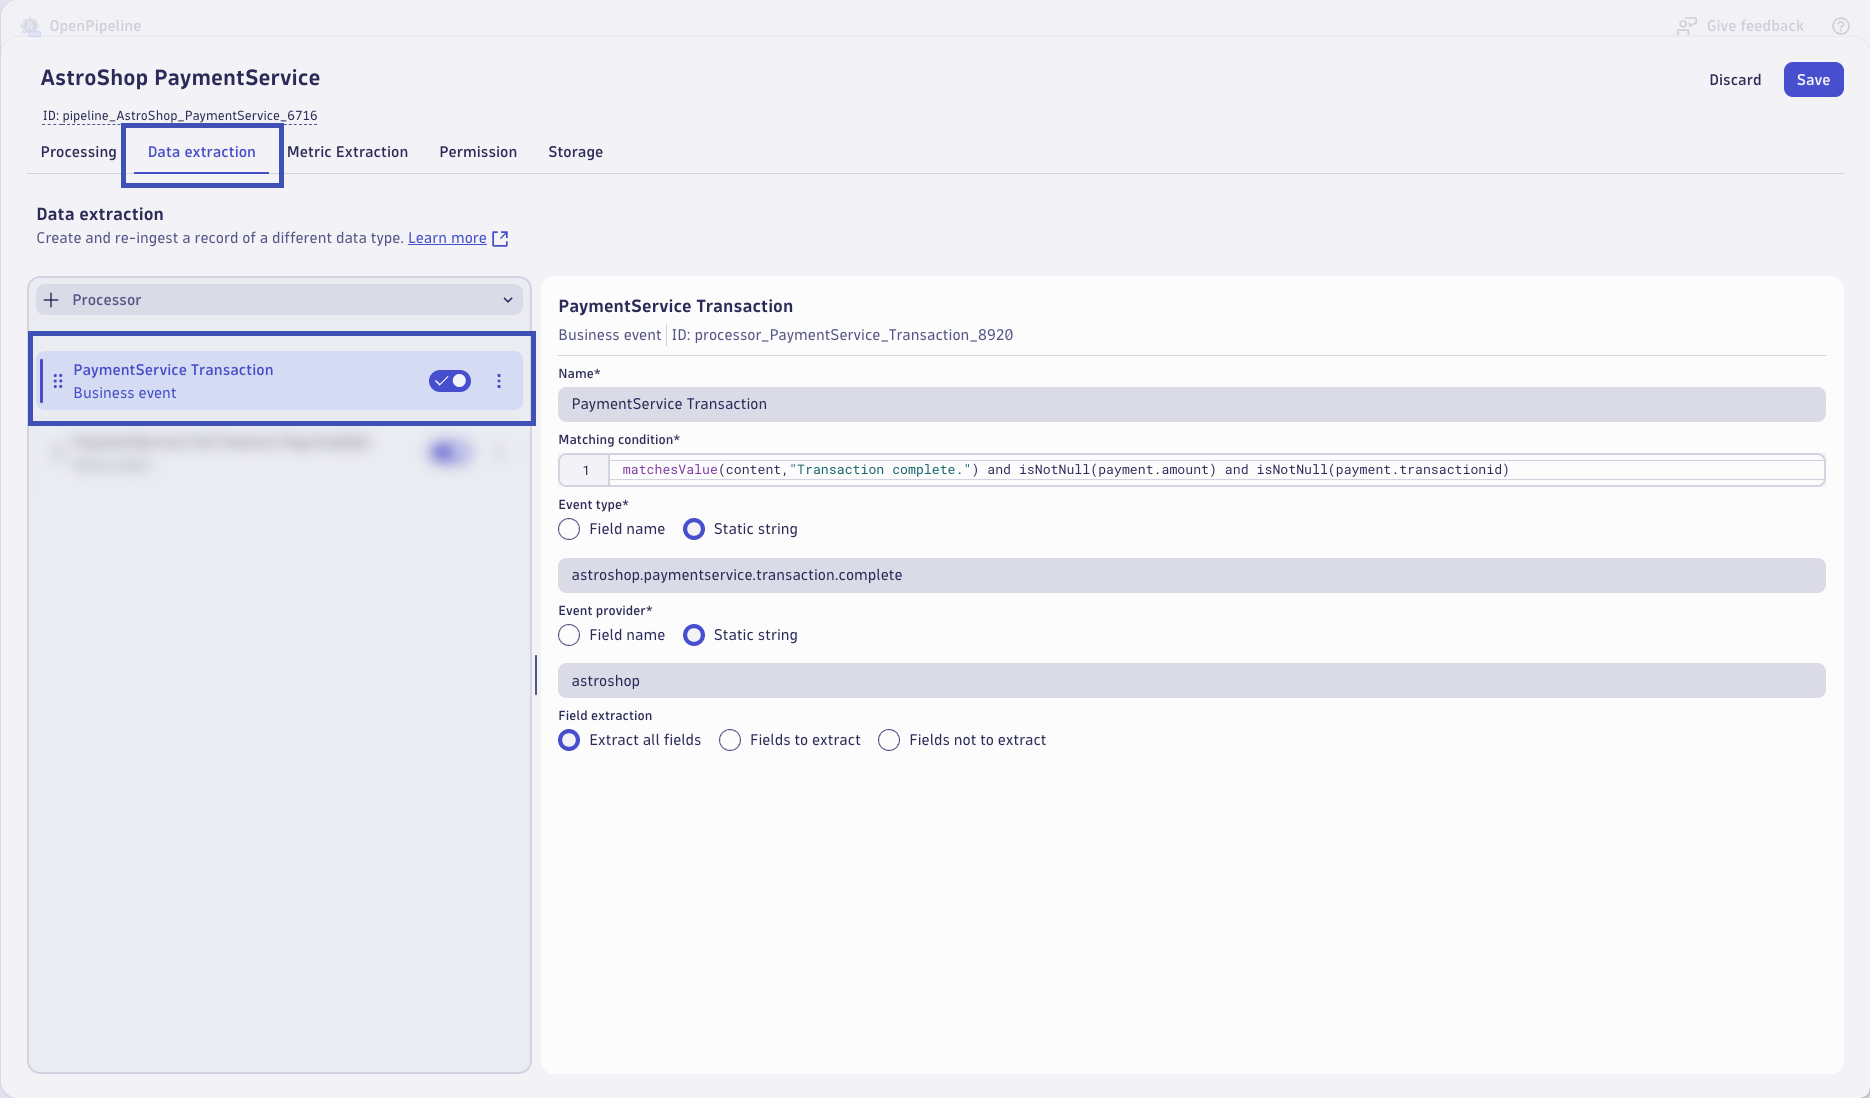 OpenPipeline
Give feedback
AstroShop PaymentService
Discard
Save
ID: pipeline_AstroShop_PaymentService_6716
Processing
Data extraction
Metric Extraction
Permission
Storage
Data extraction
Create and re-ingest a record of a different data type. Learn more
Processor
PaymentService Transaction
Business event
PaymentService Transaction
Business event
ID: processor_PaymentService_Transaction_8920
Name*
PaymentService Transaction
Matching condition*
1 matchesValue(content,"Transaction complete.") and isNotNull(payment.amount) and isNotNull(payment.transactionid)
Event type*
Field name
Static string
astroshop.paymentservice.transaction.complete
Event provider*
Field name
Static string
astroshop
Field extraction
Extract all fields
Fields to extract
Fields not to extract